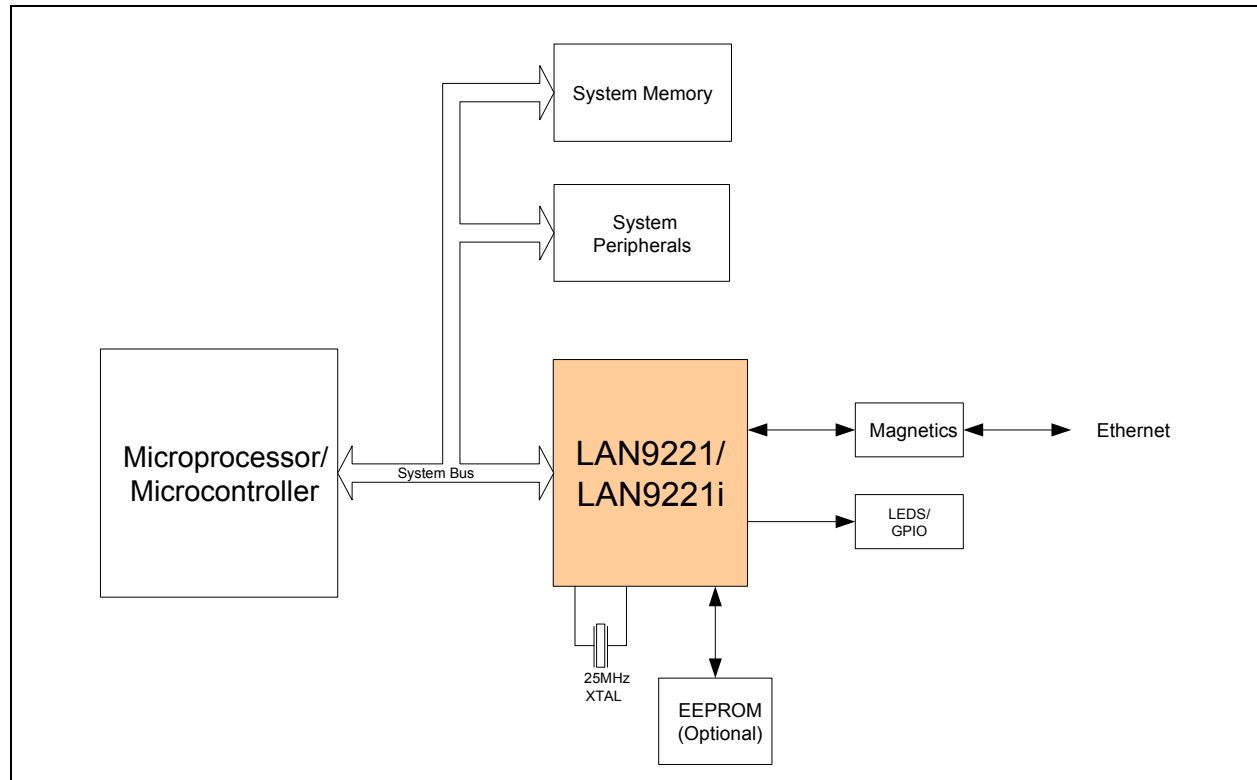 System Memory
System
Peripherals
Microprocessor/
Microcontroller
System Bus
LAN9221/
LAN9221i
Magnetics
Ethernet
LEDS/
GPIO
25MHz
XTAL
EEPROM
(Optional)